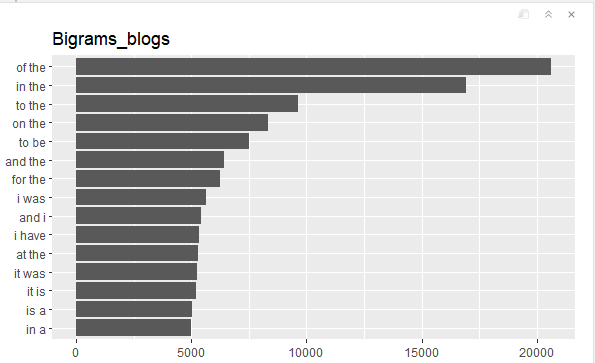 Bigrams_blogs
of the
in the
to the
on the
to be
and the
for the
i was
and i
i have
at the
it was
it is
is a
in a
0 5000 10000 15000 20000